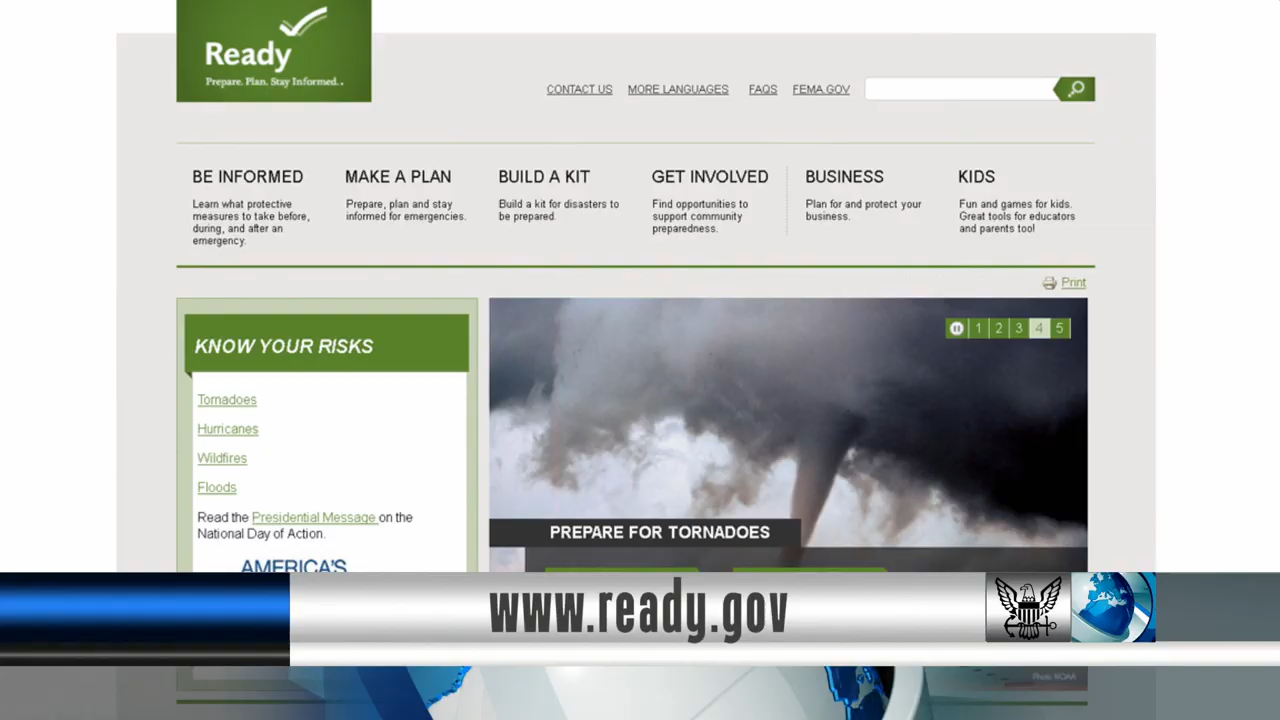 Ready
Prepare. Plan. Stay Informed.
CONTACT US MORE LANGUAGES FAQS FEMA.GOV
BE INFORMED
Learn what protective
measures to take before,
during, and after an
emergency.
MAKE A PLAN
Prepare, plan and stay
informed for emergencies.
BUILD A KIT
Build a kit for disasters to
be prepared.
GET INVOLVED
Find opportunities to
support community
preparedness.
BUSINESS
Plan for and protect your
business.
KIDS
Fun and games for kids.
Great tools for educators
and parents too!
Print
KNOW YOUR RISKS
Tornadoes
Hurricanes
Wildfires
Floods
Read the Presidential Message on the
National Day of Action.
AMERICA'S
1 2 3 4 5
PREPARE FOR TORNADOES
www.ready.gov
Photo: NOAA